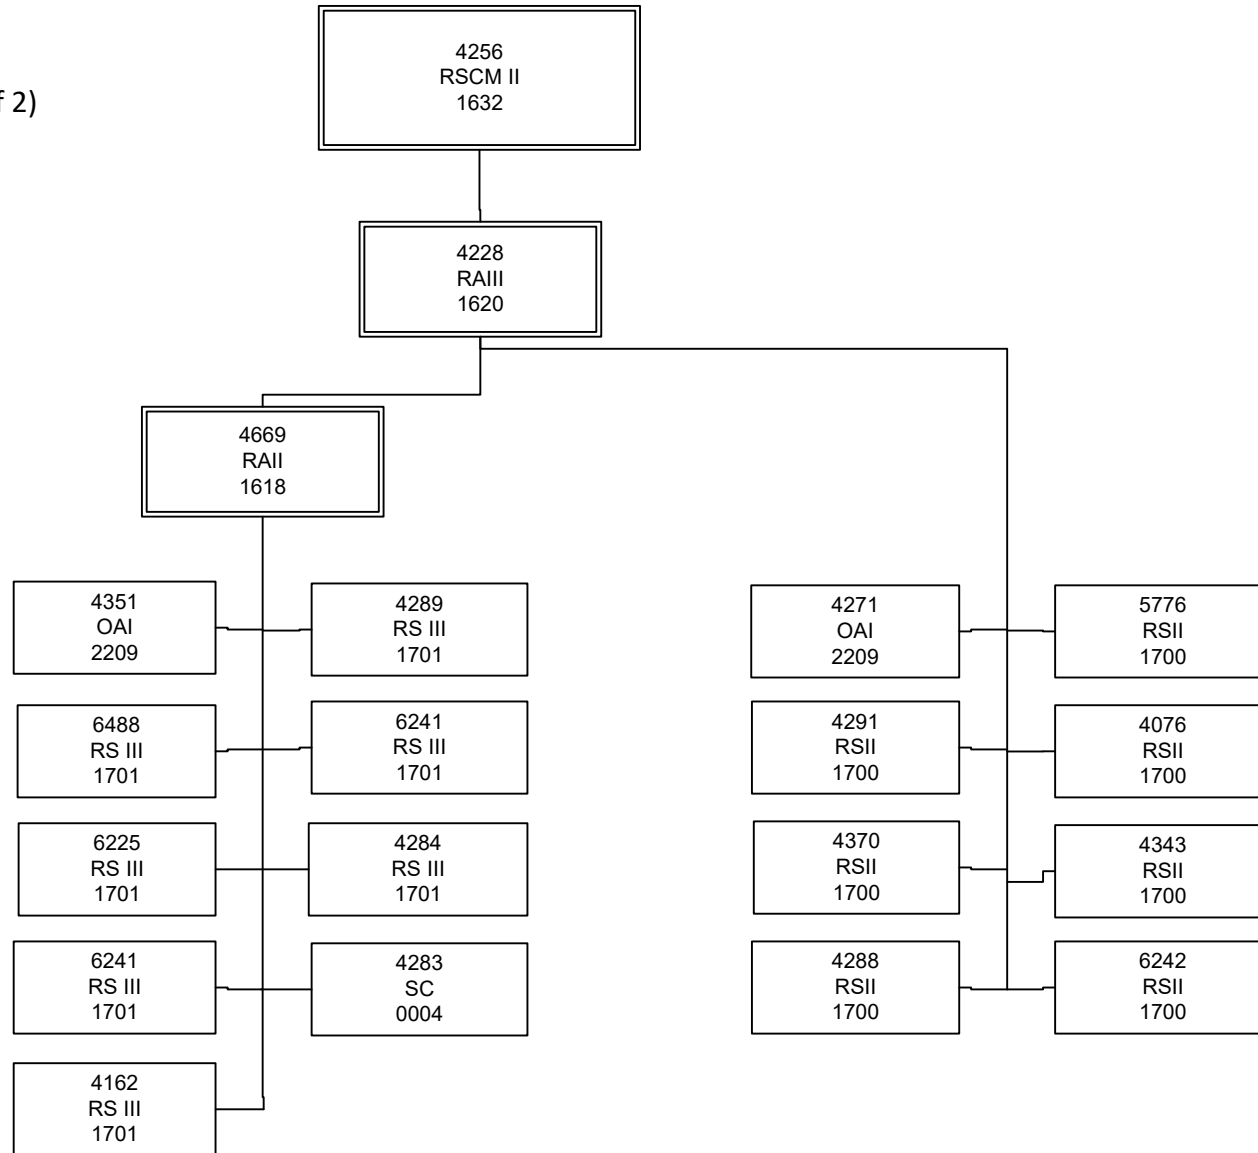 f 2)
4256
RSCM II
1632
4228
RAIII
1620
4669
RAII
1618
4351
OAI
2209
4289
RS III
1701
6488
RS III
1701
6241
RS III
1701
6225
RS III
1701
4284
RS III
1701
6241
RS III
1701
4283
SC
0004
4162
RS III
1701
4271
OAI
2209
5776
RSII
1700
4291
RSII
1700
4076
RSII
1700
4370
RSII
1700
4343
RSII
1700
4288
RSII
1700
6242
RSII
1700